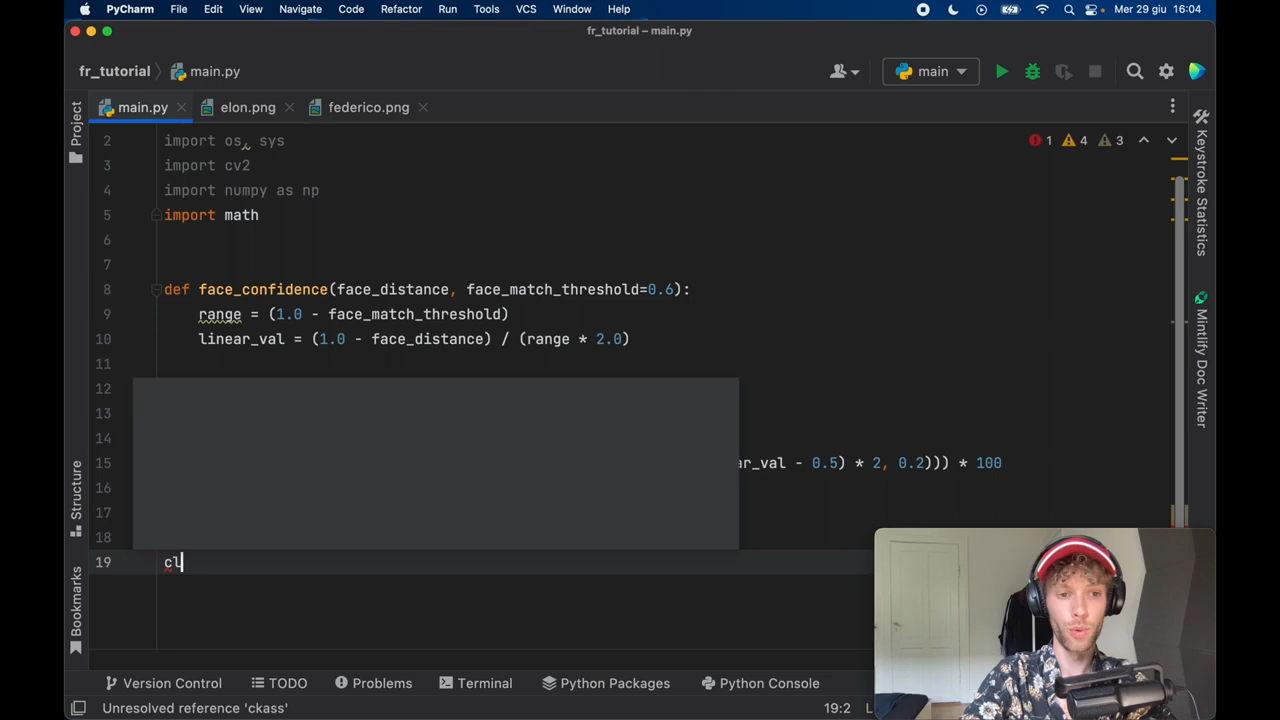 PyCharm File Edit View Navigate Code Refactor Run Tools VCS Window Help Mer 29 giu 16:04
fr_tutorial – main.py
fr_tutorial main.py main
main.py elon.png federico.png
Project
2 import os, sys
1 4 3
3 import cv2
4 import numpy as np
5 import math
6
7
8 def face_confidence(face_distance, face_match_threshold=0.6):
9 range = (1.0 - face_match_threshold)
10 linear_val = (1.0 - face_distance) / (range * 2.0)
11
12
13
14
15 ar_val - 0.5) * 2, 0.2))) * 100
16
17
18
19 cl
Structure
Bookmarks
Keystroke Statistics
Mintlify Doc Writer
Version Control TODO Problems Terminal Python Packages Python Console
Unresolved reference 'ckass' 19:2